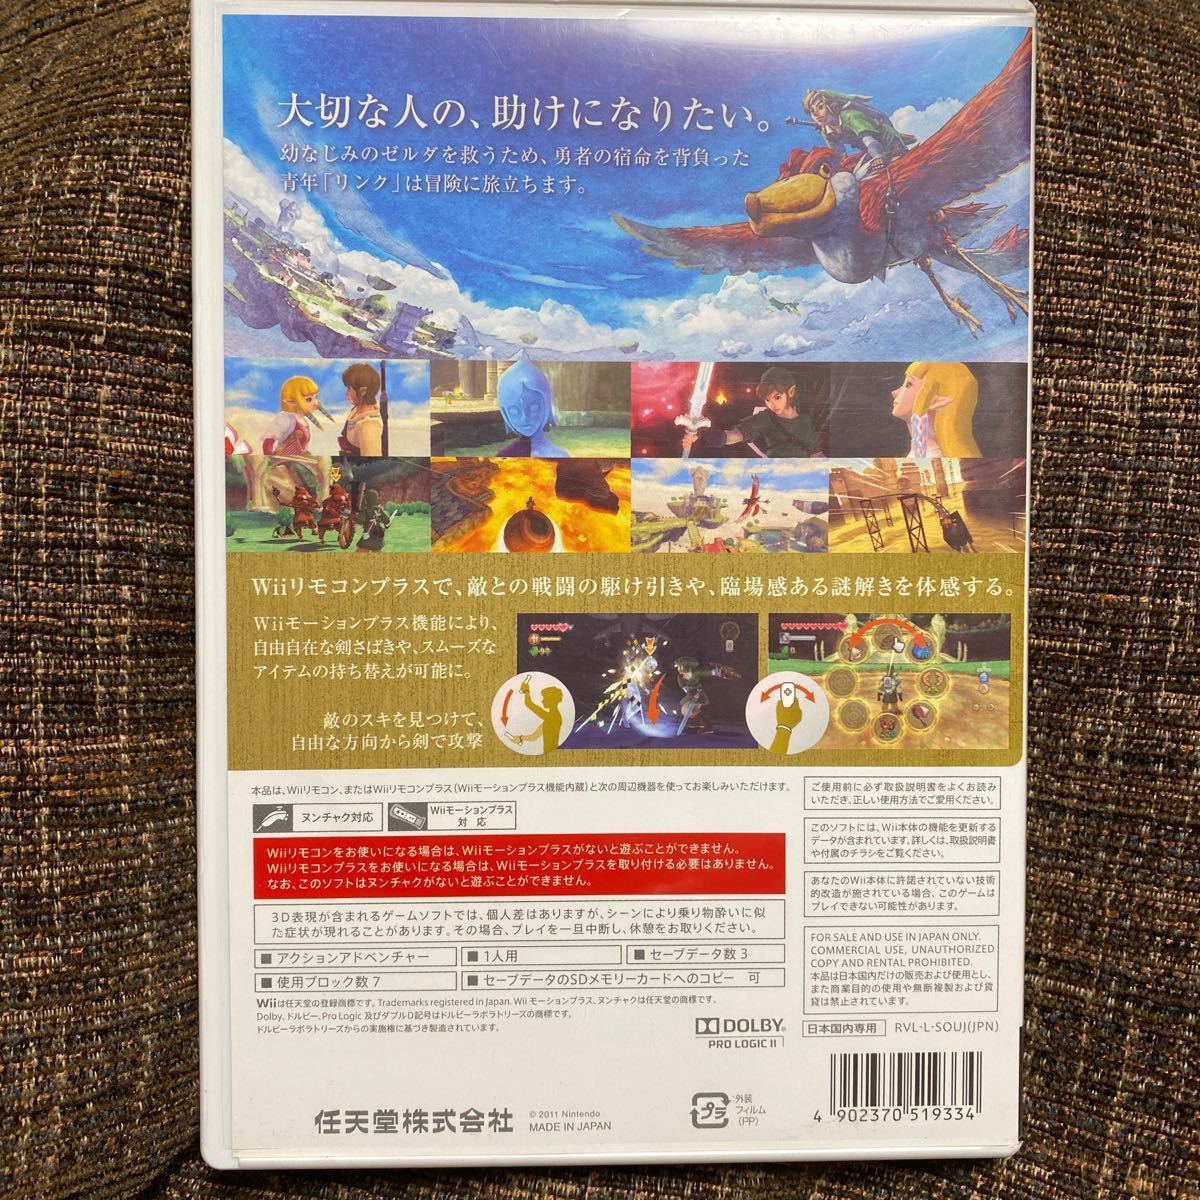 大切な人の、助けになりたい。
幼なじみのゼルダを救うため、勇者の宿命を背負った
青年「リンク」は冒険に旅立ちます。
Wiiリモコンプラスで、敵との戦闘の駆け引きや、臨場感ある謎解きを体感する。
Wiiモーションプラス機能により、
自由自在な剣さばきや、スムーズな
アイテムの持ち替えが可能に。
敵のスキを見つけて、
自由な方向から剣で攻撃
本品は、Wiiリモコン、またはWiiリモコンプラス(Wiiモーションプラス機能内蔵)と次の周辺機器を使ってお楽しみいただけます。
ヌンチャク対応
Wiiモーションプラス
対 応
Wiiリモコンをお使いになる場合は、Wiiモーションプラスがないと遊ぶことができません。
Wiiリモコンプラスをお使いになる場合は、Wiiモーションプラスを取り付ける必要はありません。
なお、このソフトはヌンチャクがないと遊ぶことができません。
3D表現が含まれるゲームソフトでは、個人差はありますが、シーンにより乗り物酔いに似
た症状が現れることがあります。その場合、プレイを一旦中断し、休憩をお取りください。
■ アクションアドベンチャー
■ 1人用
■ セーブデータ数 3
■ 使用ブロック数 7
■ セーブデータのSDメモリーカードへのコピー 可
Wiiは任天堂の登録商標です。Trademarks registered in Japan. Wii モーションプラス、ヌンチャクは任天堂の商標です。
Dolby、ドルビー、Pro Logic 及びダブルD記号はドルビーラボラトリーズの商標です。
ドルビーラボラトリーズからの実施権に基づき製造されています。
DOLBY
PRO LOGIC II
ご使用前に必ず取扱説明書をよくお読み
いただき、正しい使用方法でご愛用ください。
このソフトには、Wii本体の機能を更新する
データが含まれています。詳しくは、取扱説明書
や付属のチラシをご覧ください。
あなたのWii本体に許諾されていない技術
的改造が施されている場合、このゲームは
プレイできない可能性があります。
FOR SALE AND USE IN JAPAN ONLY.
COMMERCIAL USE, UNAUTHORIZED
COPY AND RENTAL PROHIBITED.
本品は日本国内だけの販売および使用とし、
また商業目的の使用や無断複製および賃
貸は禁止されています。
日本国内専用
RVL-L-SOUJ(JPN)
任天堂株式会社
© 2011 Nintendo
MADE IN JAPAN
プラ
外装
フィルム
(PP)
4 902370 519334